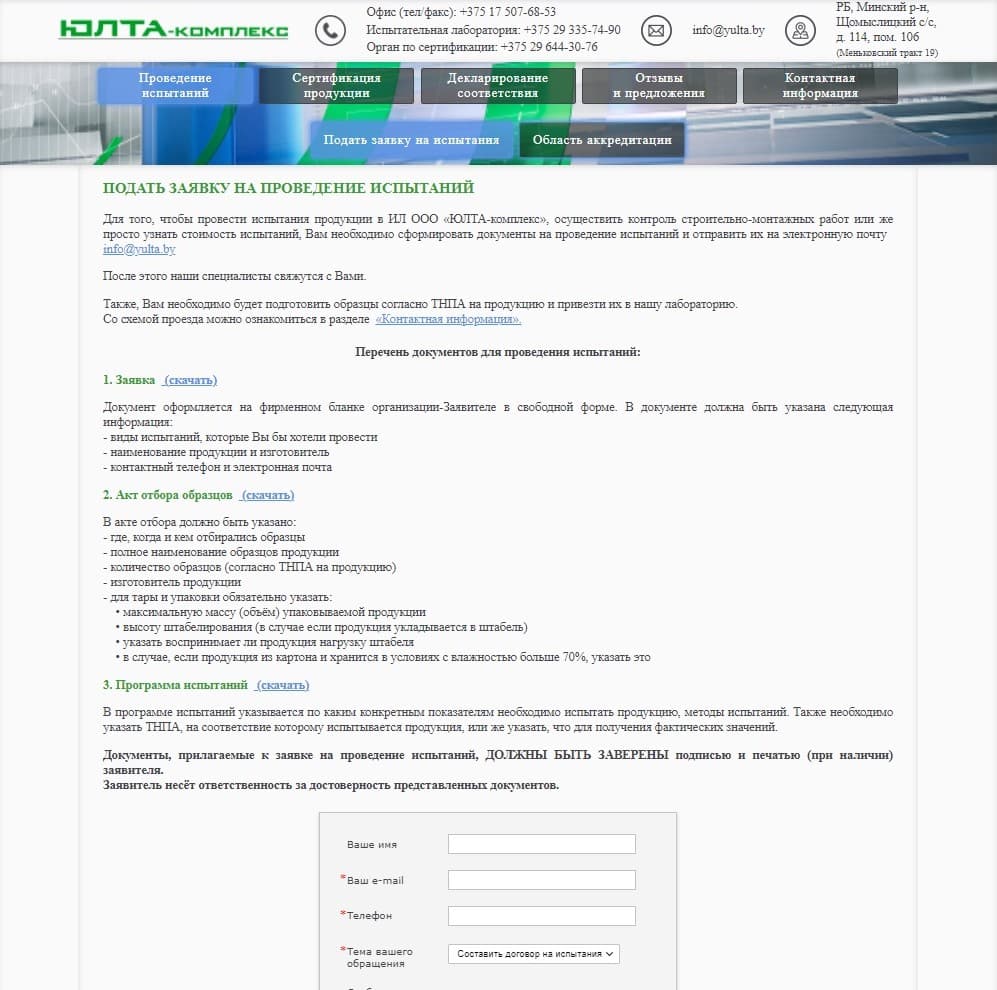 ЮЛТА-КОМПЛЕКС
Офис (тел/факс): +375 17 507-68-53
Испытательная лаборатория: +375 29 335-74-90
Орган по сертификации: +375 29 644-30-76
info@yulta.by
РБ, Минский р-н,
Щомыслицкий с/с,
д. 114, пом. 106
(Меньковский тракт 19)
Проведение
испытаний
Сертификация
продукции
Декларирование
соответствия
Отзывы
и предложения
Контактная
информация
Подать заявку на испытания
Область аккредитации
ПОДАТЬ ЗАЯВКУ НА ПРОВЕДЕНИЕ ИСПЫТАНИЙ
Для того, чтобы провести испытания продукции в ИЛ ООО «ЮЛТА-комплекс», осуществить контроль строительно-монтажных работ или же
просто узнать стоимость испытаний, Вам необходимо сформировать документы на проведение испытаний и отправить их на электронную почту
info@yulta.by
После этого наши специалисты свяжутся с Вами.
Также, Вам необходимо будет подготовить образцы согласно ТНПА на продукцию и привезти их в нашу лабораторию.
Со схемой проезда можно ознакомиться в разделе «Контактная информация».
Перечень документов для проведения испытаний:
1. Заявка (скачать)
Документ оформляется на фирменном бланке организации-Заявителе в свободной форме. В документе должна быть указана следующая
информация:
- виды испытаний, которые Вы бы хотели провести
- наименование продукции и изготовитель
- контактный телефон и электронная почта
2. Акт отбора образцов (скачать)
В акте отбора должно быть указано:
- где, когда и кем отбирались образцы
- полное наименование образцов продукции
- количество образцов (согласно ТНПА на продукцию)
- изготовитель продукции
- для тары и упаковки обязательно указать:
• максимальную массу (объём) упаковываемой продукции
• высоту штабелирования (в случае если продукция укладывается в штабель)
• указать воспринимает ли продукция нагрузку штабеля
• в случае, если продукция из картона и хранится в условиях с влажностью больше 70%, указать это
3. Программа испытаний (скачать)
В программе испытаний указывается по каким конкретным показателям необходимо испытать продукцию, методы испытаний. Также необходимо
указать ТНПА, на соответствие которому испытывается продукция, или же указать, что для получения фактических значений.
Документы, прилагаемые к заявке на проведение испытаний, ДОЛЖНЫ БЫТЬ ЗАВЕРЕНЫ подписью и печатью (при наличии)
заявителя.
Заявитель несёт ответственность за достоверность представленных документов.
Ваше имя
*Ваш e-mail
*Телефон
*Тема вашего
обращения
Составить договор на испытания